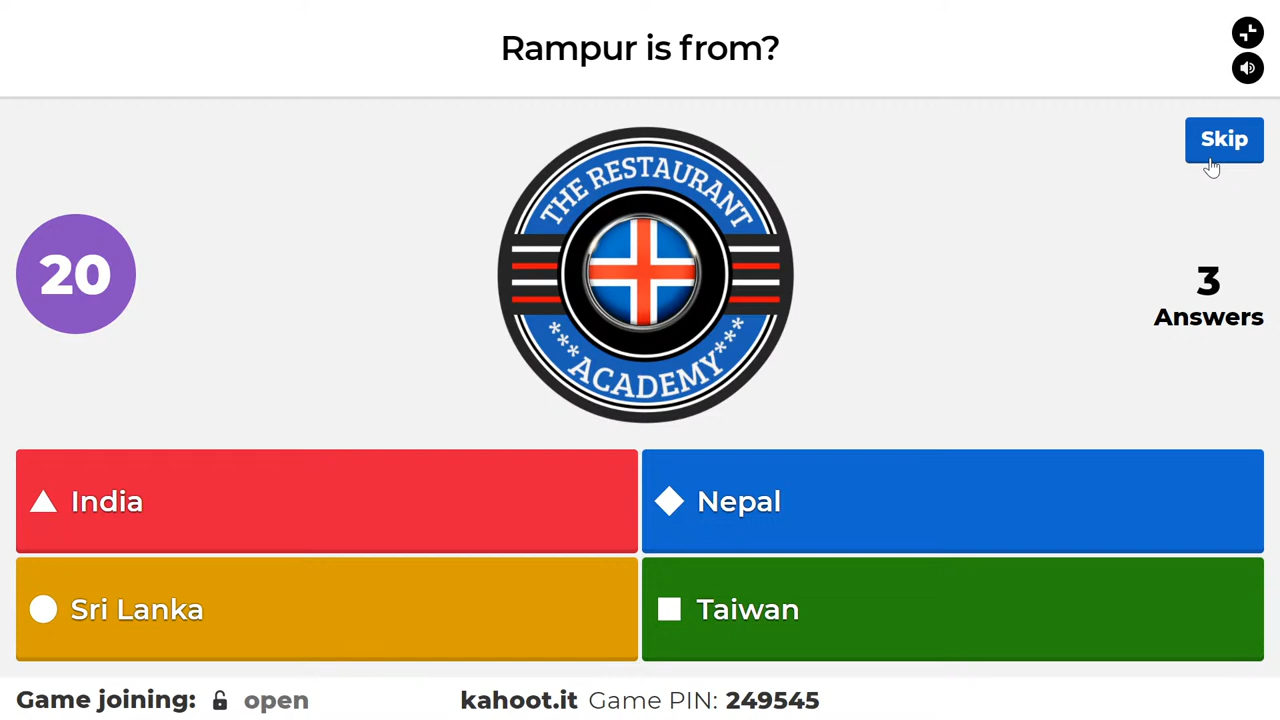 Rampur is from?
Skip
THE RESTAURANT
***ACADEMY***
20
3
Answers
India
Nepal
Sri Lanka
Taiwan
Game joining: open
kahoot.it Game PIN: 249545